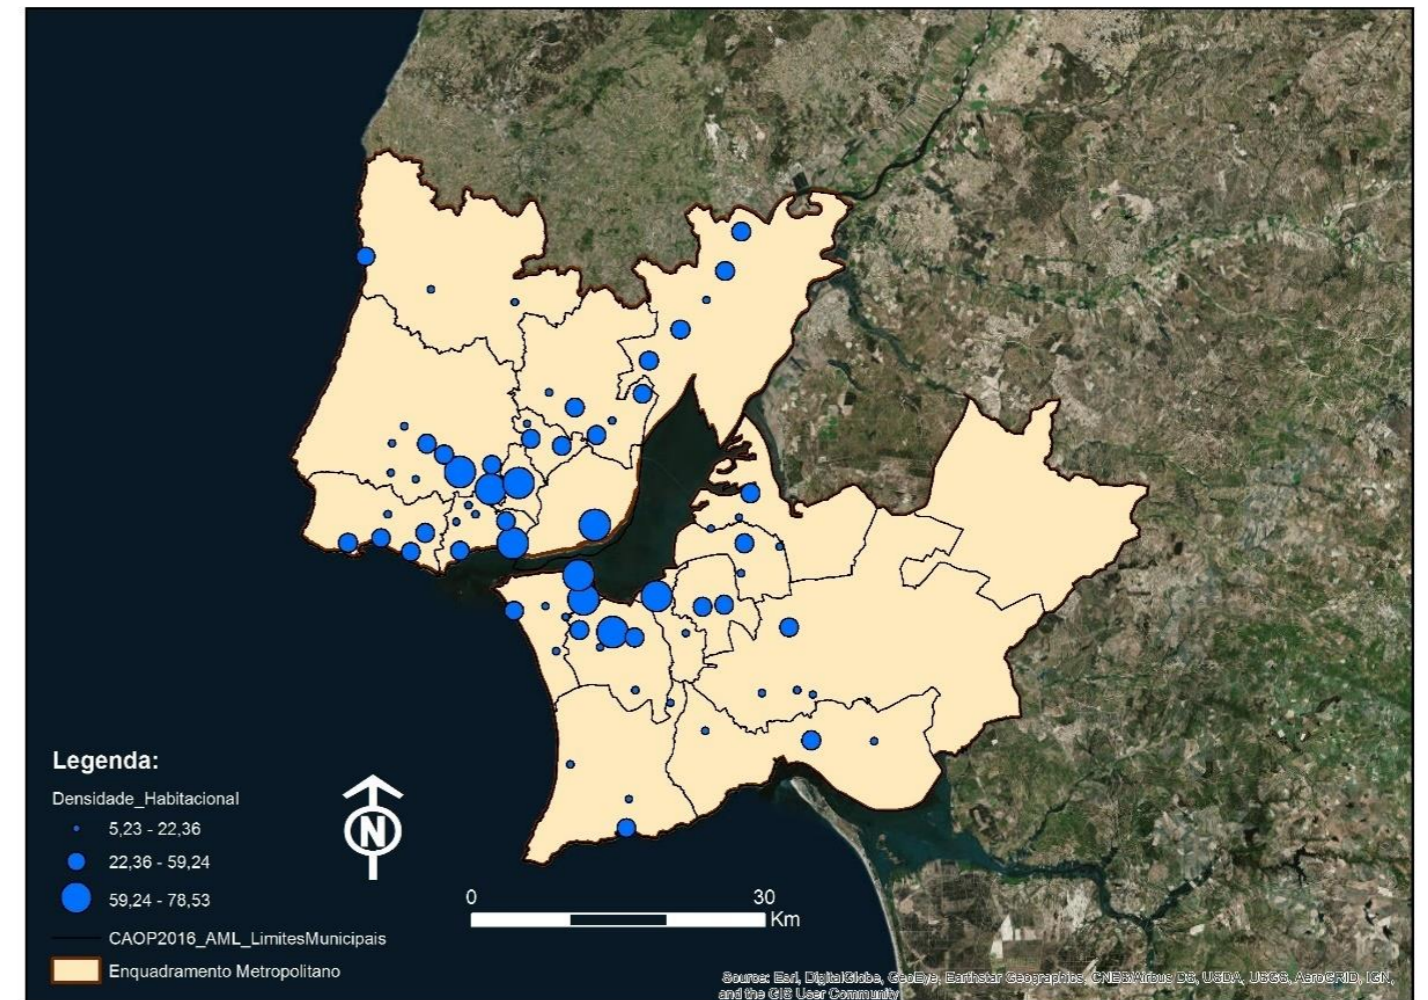 Legenda:
Densidade_Habitacional
5,23 - 22,36
22,36 - 59,24
59,24 - 78,53
CAOP2016_AML_LimitesMunicipais
Enquadramento Metropolitano
N
0 30
Km
Source: Esri, DigitalGlobe, GeoEye, Earthstar Geographics, CNES/Airbus DS, USDA, USGS, AeroGRID, IGN,
and the GIS User Community